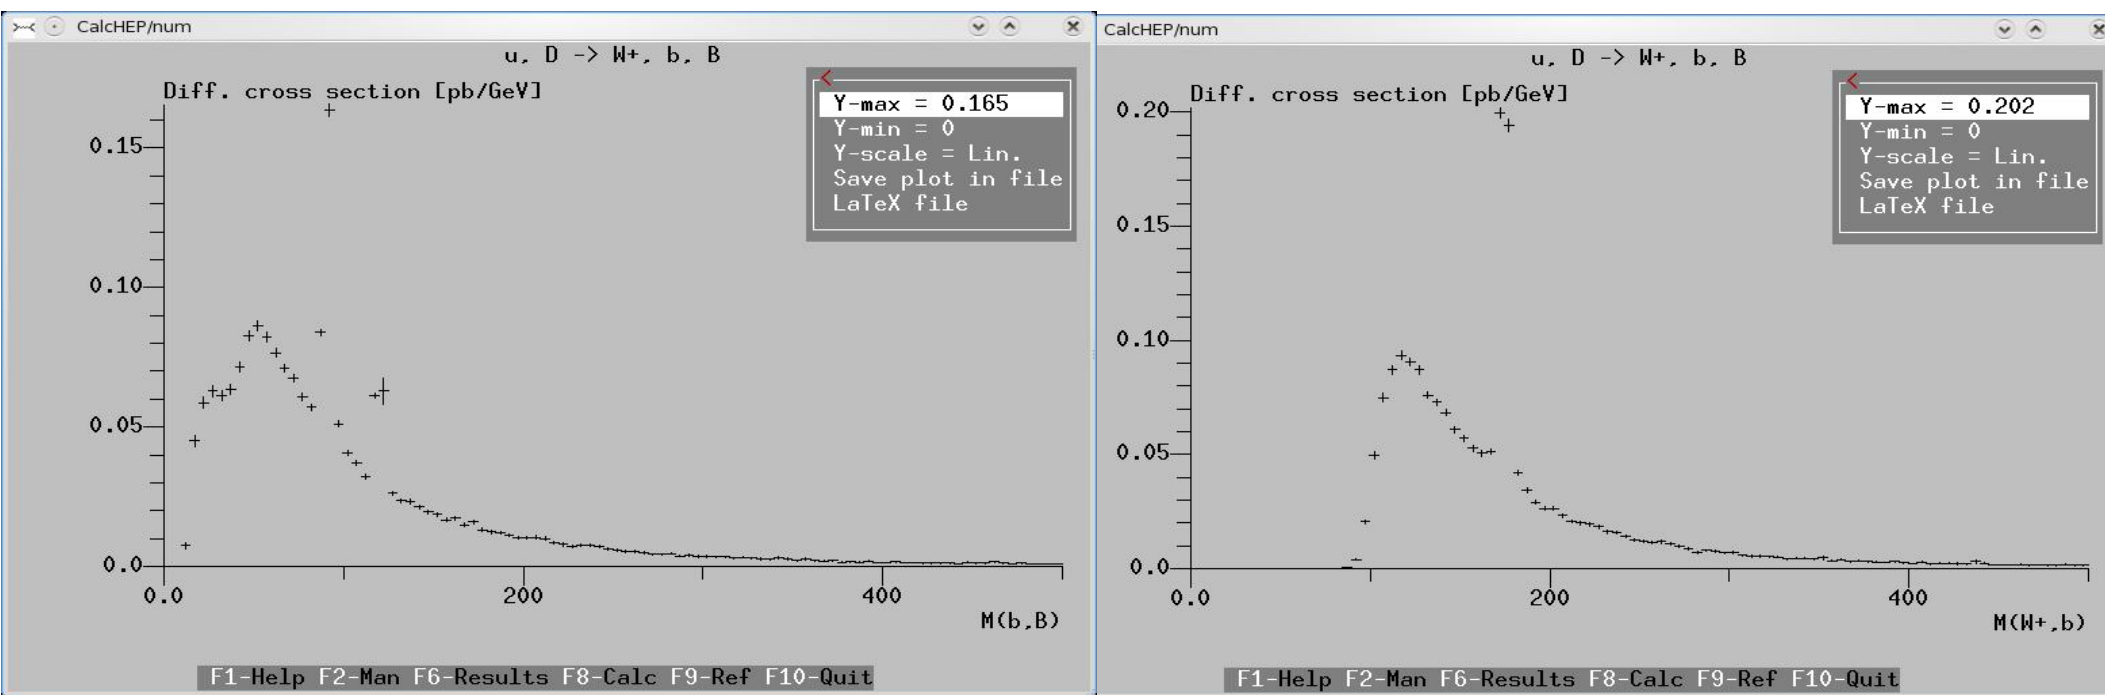 CalcHEP/num
u, D -> W+, b, B
Diff. cross section [pb/GeV]
<
Y-max = 0.165
Y-min = 0
Y-scale = Lin.
Save plot in file
LaTeX file
0.15
0.10
0.05
0.0
0.0 200 400
M(b,B)
F1-Help F2-Man F6-Results F8-Calc F9-Ref F10-Quit
CalcHEP/num
u, D -> W+, b, B
Diff. cross section [pb/GeV]
<
Y-max = 0.202
Y-min = 0
Y-scale = Lin.
Save plot in file
LaTeX file
0.20
0.15
0.10
0.05
0.0
0.0 200 400
M(W+,b)
F1-Help F2-Man F6-Results F8-Calc F9-Ref F10-Quit